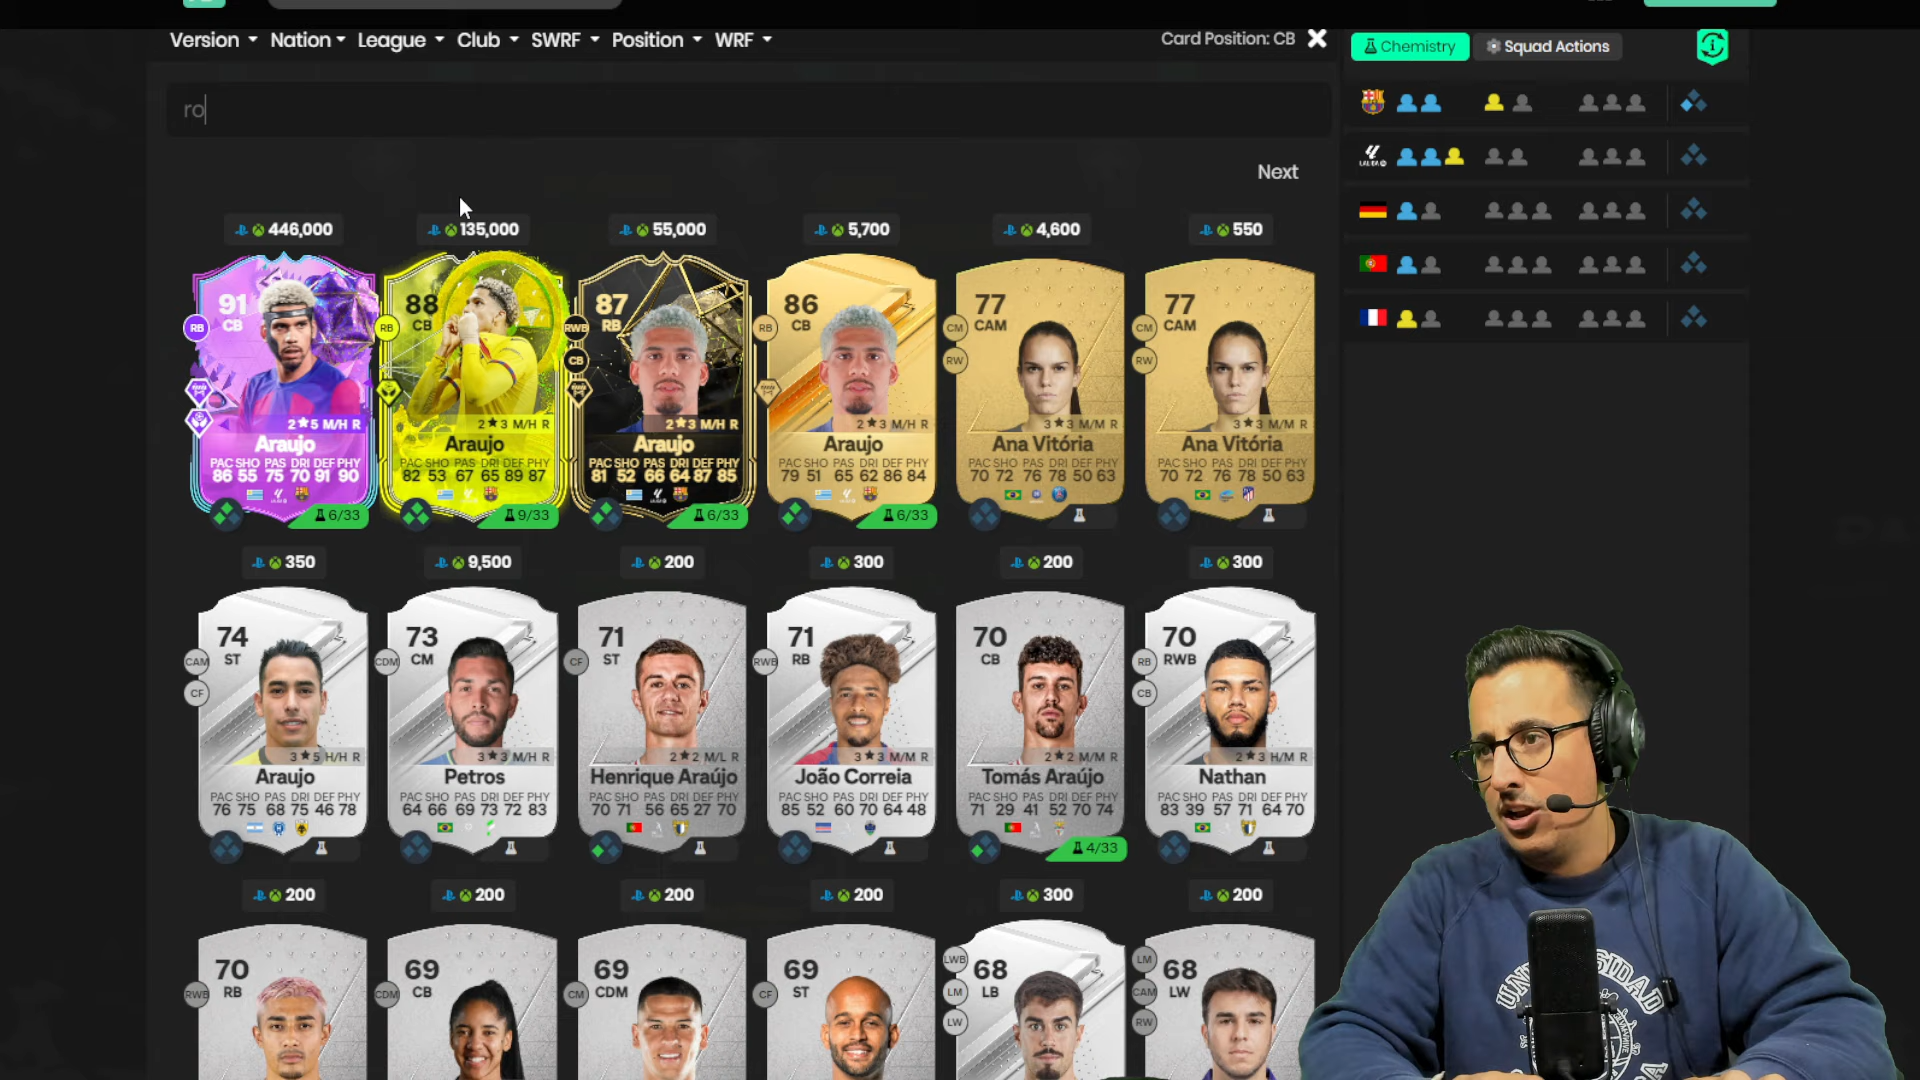 Version Nation League Club SWRF Position WRF Card Position: CB
Chemistry Squad Actions
ro
Next
446,000 135,000 55,000 5,700 4,600 550
91 CB RB 2★5 M/H R Araujo PAC SHO PAS DRI DEF PHY 86 55 75 70 91 90 6/33
88 CB RB 2★3 M/H R Araujo PAC SHO PAS DRI DEF PHY 82 53 67 65 89 87 9/33
87 RB RWB CB 2★3 M/H R Araujo PAC SHO PAS DRI DEF PHY 81 52 66 64 87 85 6/33
86 CB RB 2★3 M/H R Araujo PAC SHO PAS DRI DEF PHY 79 51 65 62 86 84 6/33
77 CAM CM RW 3★3 M/M R Ana Vitória PAC SHO PAS DRI DEF PHY 70 72 76 78 50 63
77 CAM CM RW 3★3 M/M R Ana Vitória PAC SHO PAS DRI DEF PHY 70 72 76 78 50 63
350 9,500 200 300 200 300
74 ST CAM CF 3★5 H/H R Araujo PAC SHO PAS DRI DEF PHY 76 75 68 75 46 78
73 CM CDM 3★3 M/H R Petros PAC SHO PAS DRI DEF PHY 64 66 69 73 72 83
71 ST CF 2★2 M/L R Henrique Araújo PAC SHO PAS DRI DEF PHY 70 71 56 65 27 70
71 RB RWB 3★3 M/M R João Correia PAC SHO PAS DRI DEF PHY 85 52 60 70 64 48
70 CB 2★2 M/M R Tomás Araújo PAC SHO PAS DRI DEF PHY 71 29 41 52 70 74 4/33
70 RWB RB CB 3★2 H/M R Nathan PAC SHO PAS DRI DEF PHY 83 39 57 71 64 70
200 200 200 200 300 200
70 RB RWB
69 CB CDM
69 CDM CM
69 ST CF
68 LB LWB LM LW
68 LW LM CAM RW